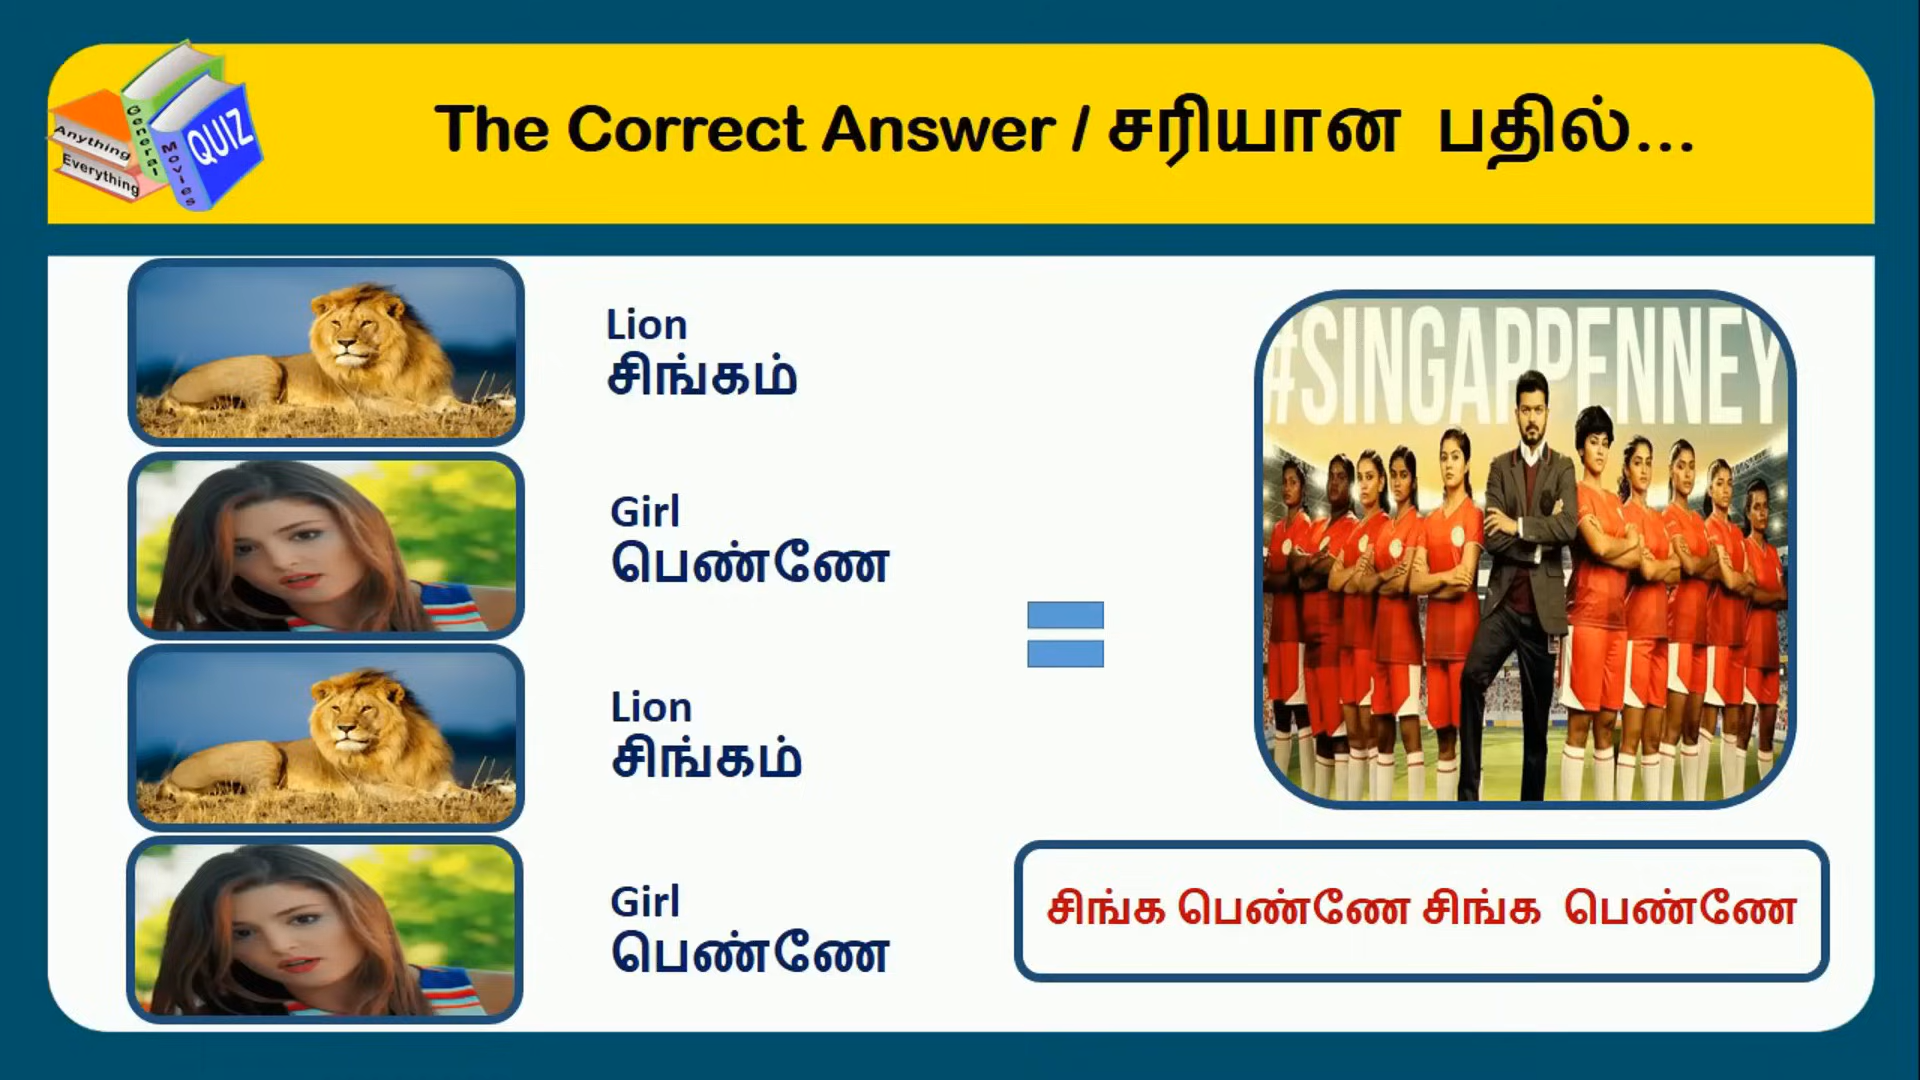 The Correct Answer / சரியான பதில்...
Anything
Everything
General
Movies
QUIZ
Lion
சிங்கம்
Girl
பெண்ணே
Lion
சிங்கம்
Girl
பெண்ணே
#SINGAPPENNEY
சிங்க பெண்ணே சிங்க பெண்ணே